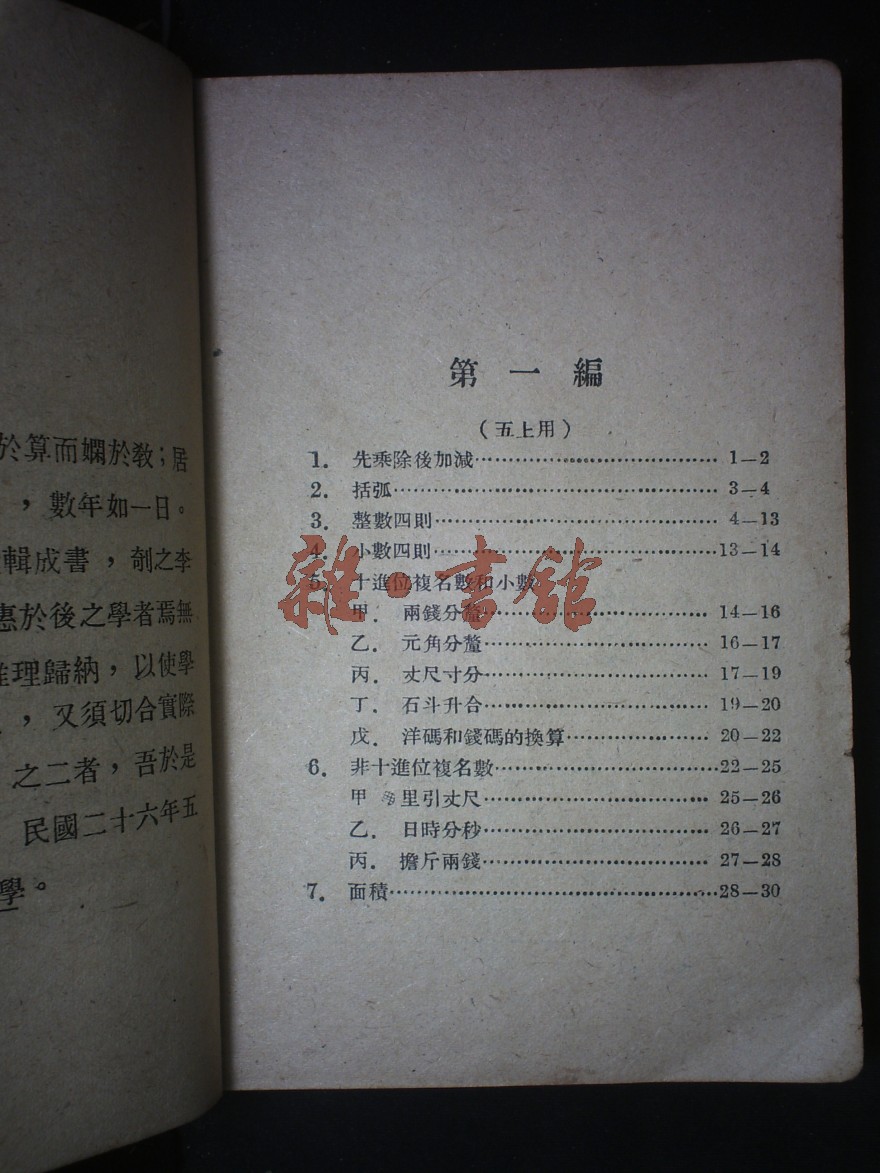 於算而嫻於教；居
，數年如一日。
輯成書，刳之李
惠於後之學者焉無
推理歸納，以使學
，又須切合實際
之二者，吾於是
民國二十六年五
學。
第一編
（五上用）
1. 先乘除後加減 1—2
2. 括弧 3—4
3. 整數四則 4—13
4. 小數四則 13—14
5. 十進位複名數和小數
甲. 兩錢分釐 14—16
乙. 元角分釐 16—17
丙. 丈尺寸分 17—19
丁. 石斗升合 19—20
戊. 洋碼和錢碼的換算 20—22
6. 非十進位複名數 22—25
甲 里引丈尺 25—26
乙. 日時分秒 26—27
丙. 擔斤兩錢 27—28
7. 面積 28—30
雜·書館